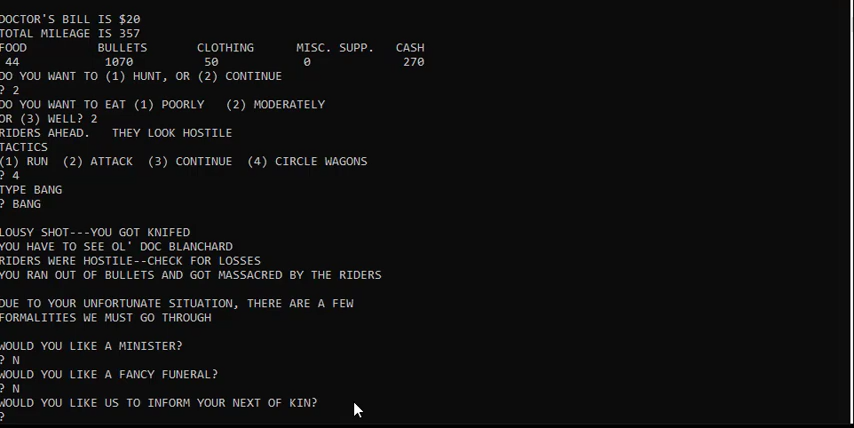 DOCTOR'S BILL IS $20
TOTAL MILEAGE IS 357
FOOD BULLETS CLOTHING MISC. SUPP. CASH
44 1070 50 0 270
DO YOU WANT TO (1) HUNT, OR (2) CONTINUE
? 2
DO YOU WANT TO EAT (1) POORLY (2) MODERATELY
OR (3) WELL? 2
RIDERS AHEAD. THEY LOOK HOSTILE
TACTICS
(1) RUN (2) ATTACK (3) CONTINUE (4) CIRCLE WAGONS
? 4
TYPE BANG
? BANG
LOUSY SHOT---YOU GOT KNIFED
YOU HAVE TO SEE OL' DOC BLANCHARD
RIDERS WERE HOSTILE--CHECK FOR LOSSES
YOU RAN OUT OF BULLETS AND GOT MASSACRED BY THE RIDERS
DUE TO YOUR UNFORTUNATE SITUATION, THERE ARE A FEW
FORMALITIES WE MUST GO THROUGH
WOULD YOU LIKE A MINISTER?
? N
WOULD YOU LIKE A FANCY FUNERAL?
? N
WOULD YOU LIKE US TO INFORM YOUR NEXT OF KIN?
?